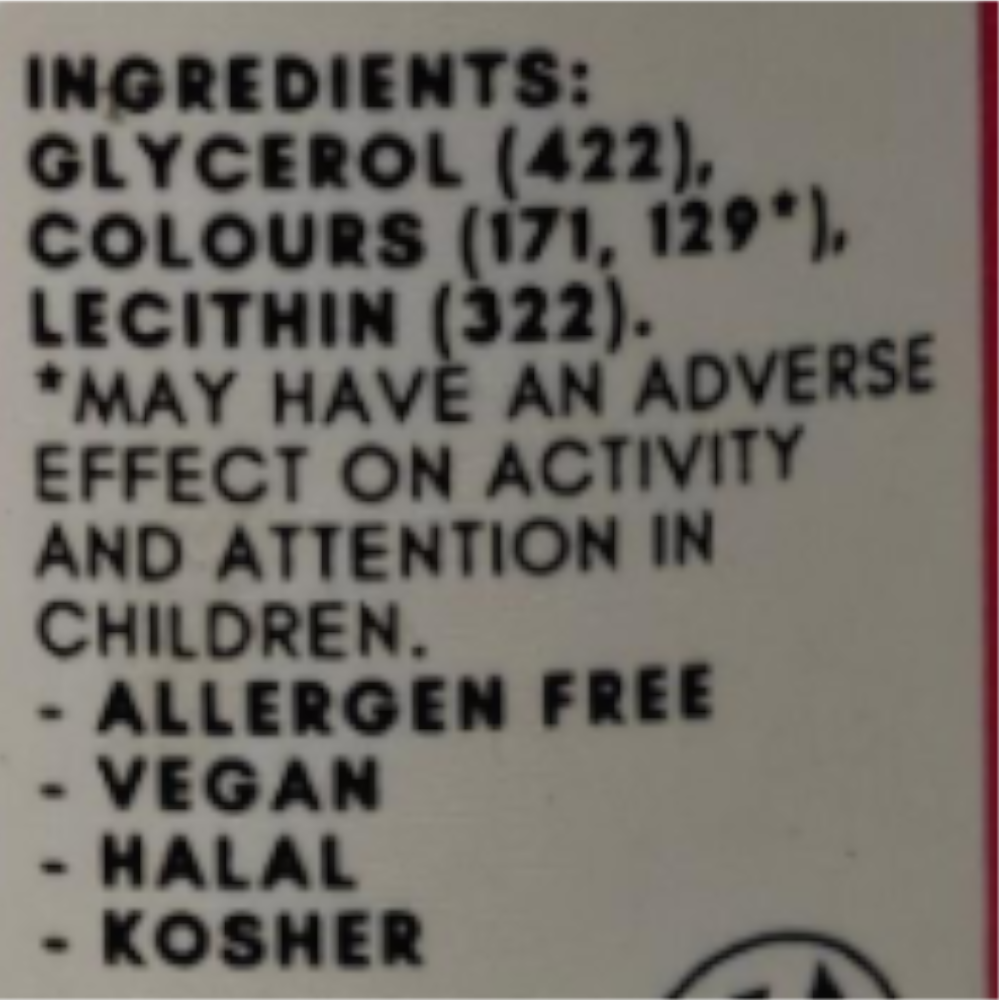 INGREDIENTS:
GLYCEROL (422),
COLOURS (171, 129*),
LECITHIN (322).
*MAY HAVE AN ADVERSE
EFFECT ON ACTIVITY
AND ATTENTION IN
CHILDREN.
- ALLERGEN FREE
- VEGAN
- HALAL
- KOSHER